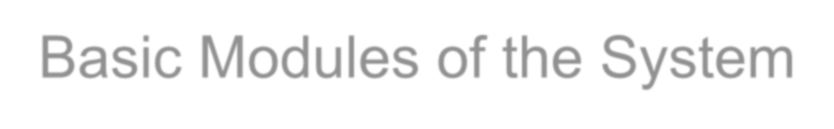 Basic Modules of the System